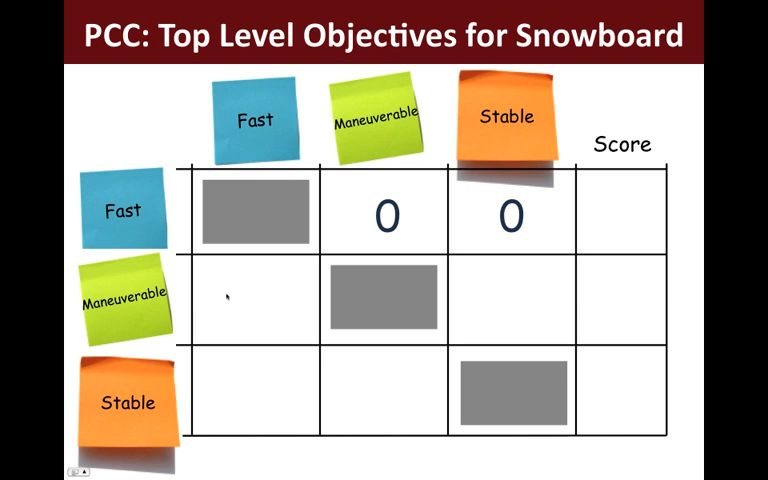 PCC: Top Level Objectives for Snowboard
Fast
Maneuverable
Stable
Score
Fast
0
0
Maneuverable
Stable